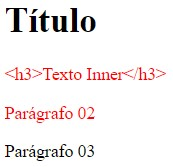 Título
<h3>Texto Inner</h3>
Parágrafo 02
Parágrafo 03